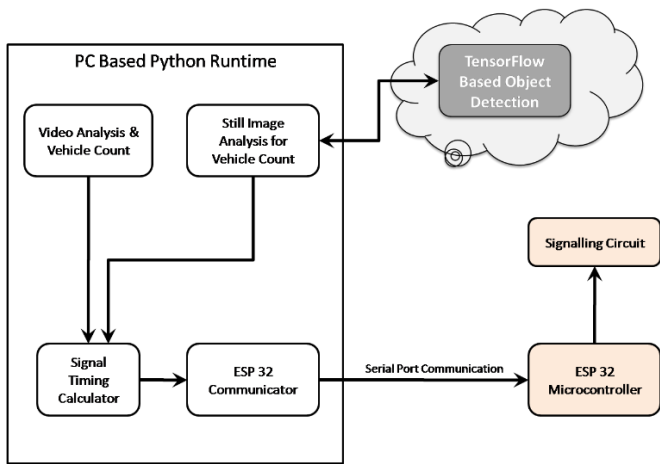 PC Based Python Runtime
TensorFlow
Based Object
Detection
Video Analysis &
Vehicle Count
Still Image
Analysis for
Vehicle Count
Signalling Circuit
Signal
Timing
Calculator
ESP 32
Communicator
Serial Port Communication
ESP 32
Microcontroller